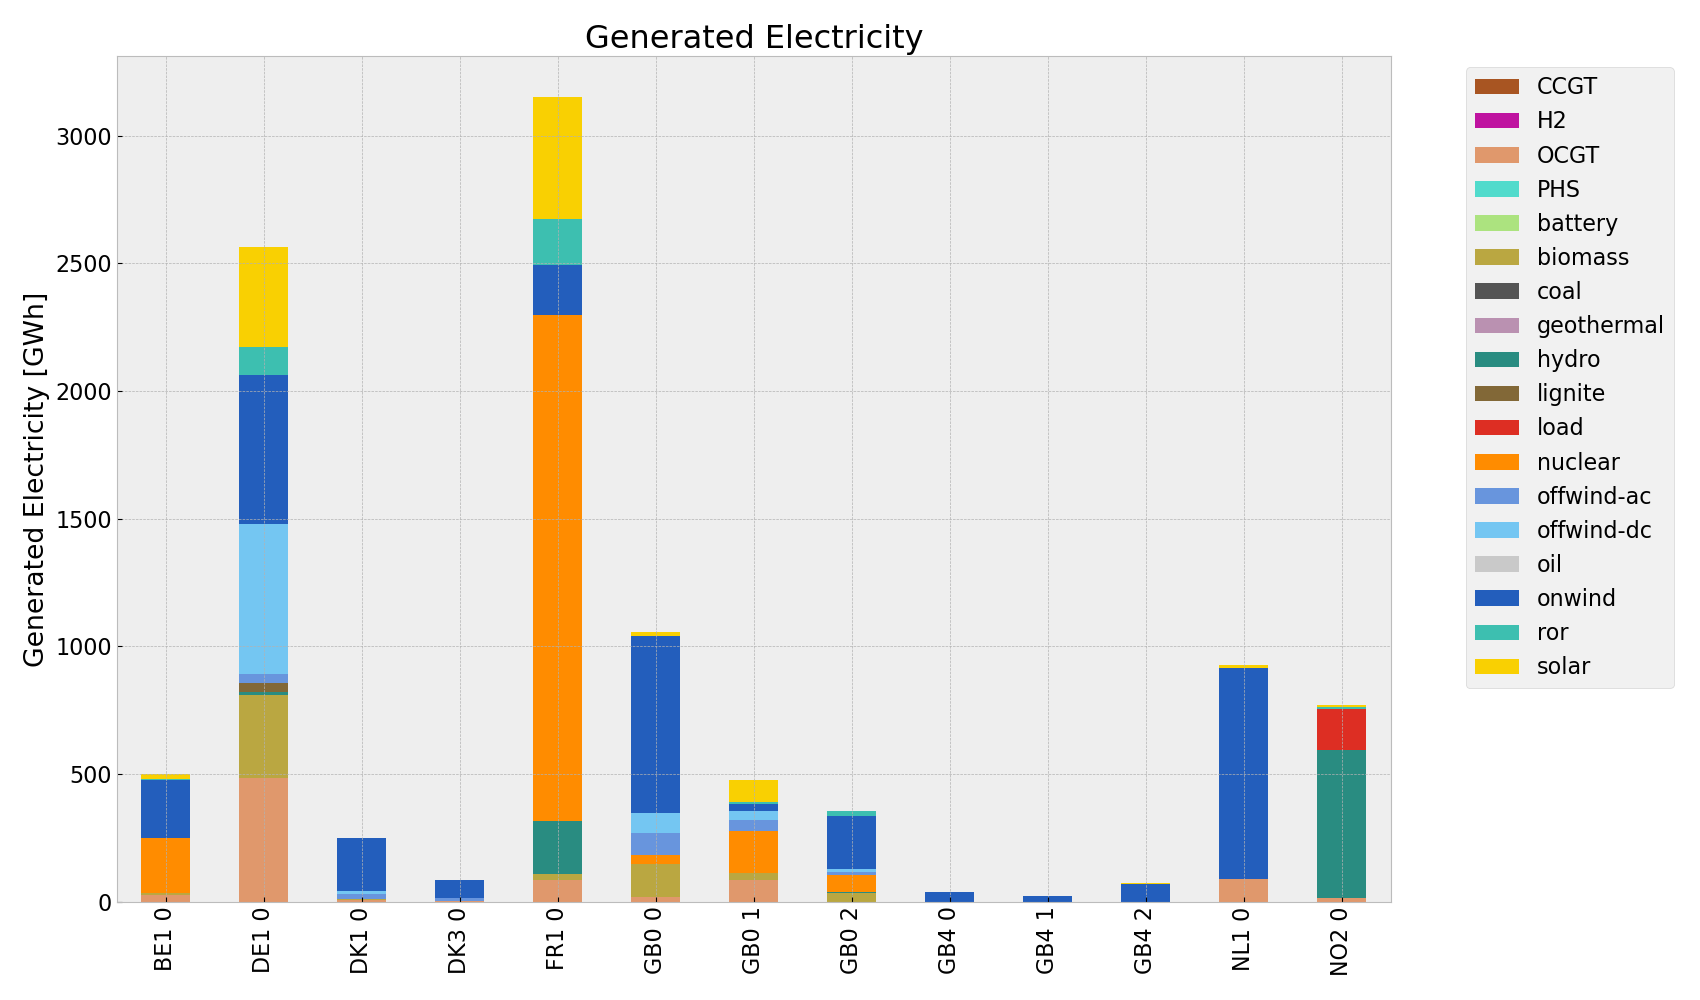 Generated Electricity
Generated Electricity [GWh]
3000
2500
2000
1500
1000
500
0
BE1 0
DE1 0
DK1 0
DK3 0
FR1 0
GB0 0
GB0 1
GB0 2
GB4 0
GB4 1
GB4 2
NL1 0
NO2 0
CCGT
H2
OCGT
PHS
battery
biomass
coal
geothermal
hydro
lignite
load
nuclear
offwind-ac
offwind-dc
oil
onwind
ror
solar